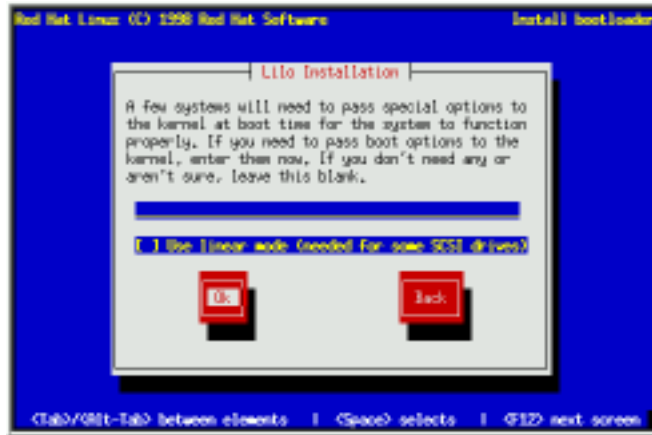 Red Hat Linux (C) 1998 Red Hat Software Install bootloader
Lilo Installation
A few systems will need to pass special options to
the kernel at boot time for the system to function
properly. If you need to pass boot options to the
kernel, enter them now. If you don't need any or
aren't sure, leave this blank.
[ ] Use linear mode (needed for some SCSI drives)
Ok Back
<Tab>/<Alt-Tab> between elements | <Space> selects | <F12> next screen